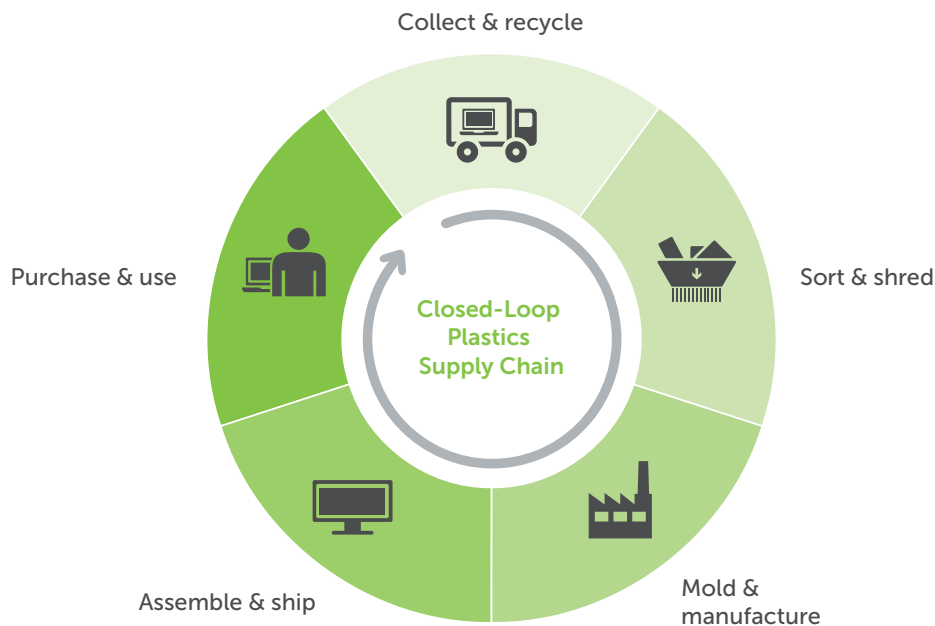 Collect & recycle
Sort & shred
Mold &
manufacture
Assemble & ship
Purchase & use
Closed-Loop
Plastics
Supply Chain